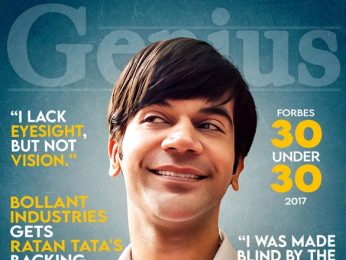 Genius
"I LACK
EYESIGHT,
BUT NOT
VISION."
BOLLANT
INDUSTRIES
GETS
RATAN TATA'S
BACKING
FORBES
30
UNDER
30
2017
"I WAS MADE
BLIND BY THE